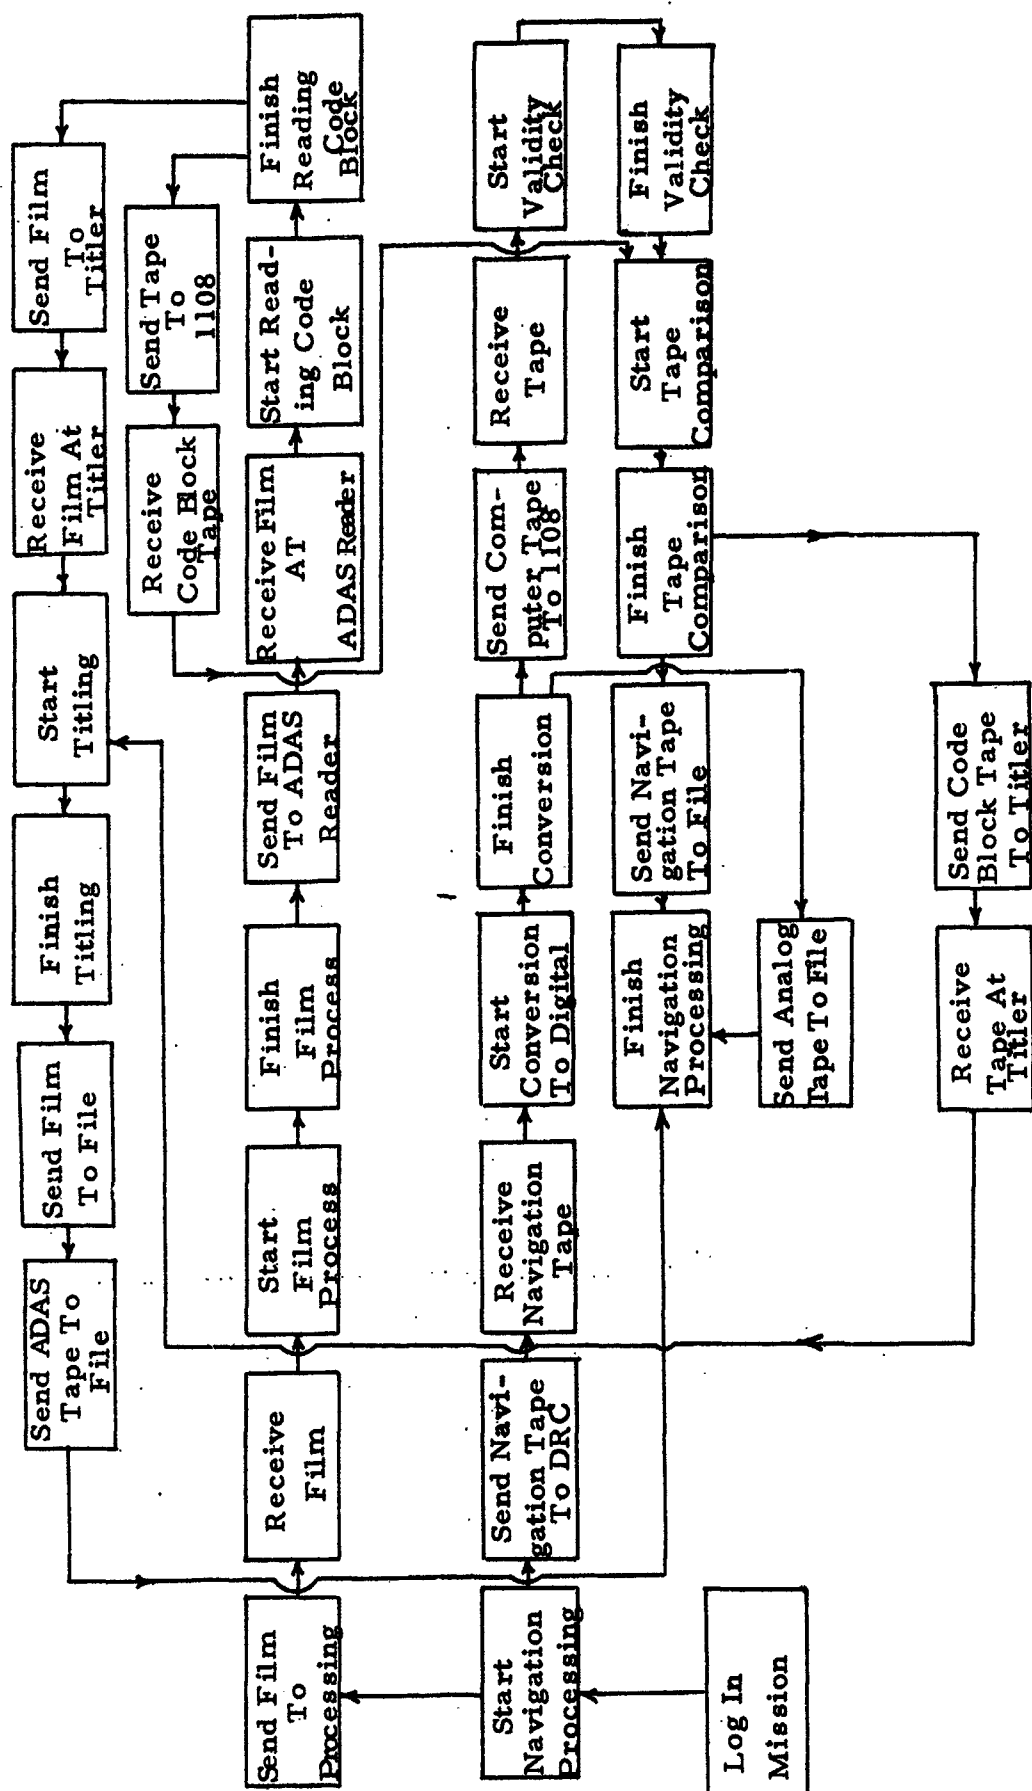 Send ADAS
Tape To
File
Send Film
To File
Finish
Titling
Start
Titling
Receive
Film At
Titler
Send Film
To
Titler
Receive
Code Block
Tape
Send Tape
To
1108
Send Film
To
Processing
Receive
Film
Start
Film
Process
Finish
Film
Process
Send Film
To ADAS
Reader
Receive Film
AT
ADAS Reader
Start Read-
ing Code
Block
Finish
Reading
Code
Block
Start
Navigation
Processing
Send Navi-
gation Tape
To DRC
Receive
Navigation
Tape
Start
Conversion
To Digital
Finish
Conversion
Send Com-
puter Tape
To 1108
Receive
Tape
Start
Validity
Check
Finish
Navigation
Processing
Send Navi-
gation Tape
To File
Finish
Tape
Comparison
Start
Tape
Comparison
Finish
Validity
Check
Log In
Mission
Send Analog
Tape To File
Receive
Tape At
Titler
Send Code
Block Tape
To Titler